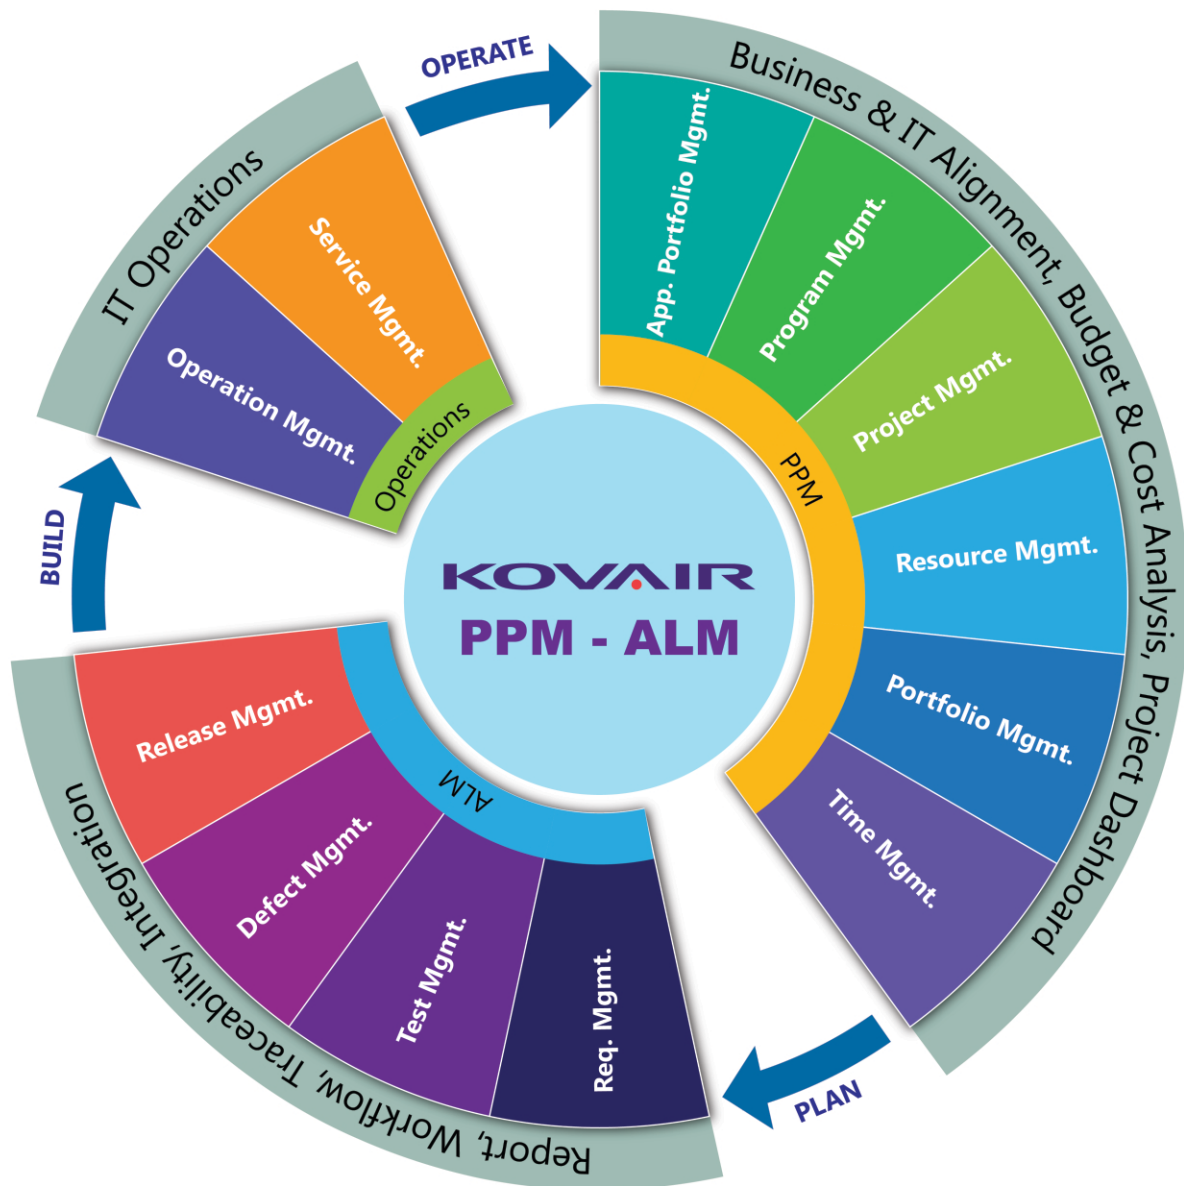 OPERATE
Business & IT Alignment, Budget & Cost Analysis, Project Dashboard
App. Portfolio Mgmt.
Program Mgmt.
Project Mgmt.
Resource Mgmt.
Portfolio Mgmt.
Time Mgmt.
PPM
PLAN
Report, Workflow, Traceability, Integration
Req. Mgmt.
Test Mgmt.
Defect Mgmt.
Release Mgmt.
ALM
BUILD
IT Operations
Operation Mgmt.
Service Mgmt.
Operations
KOVAIR
PPM - ALM